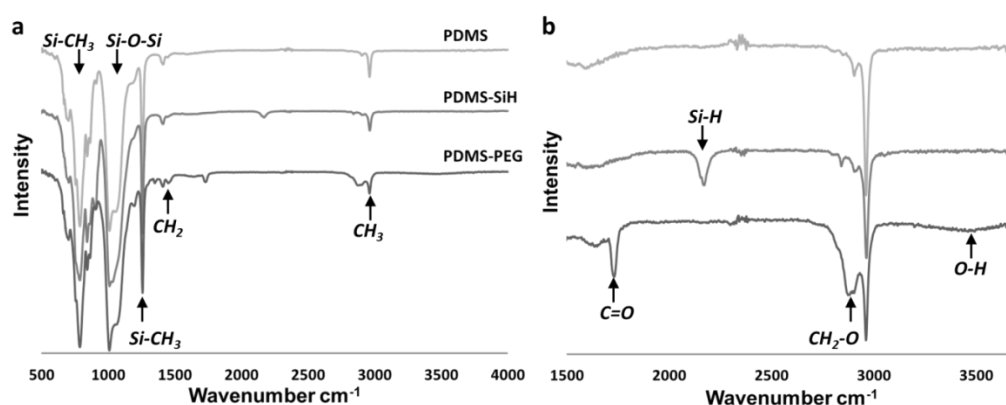 a
Si-CH₃
Si-O-Si
PDMS
PDMS-SiH
PDMS-PEG
CH₂
CH₃
Si-CH₃
Intensity
500 1000 1500 2000 2500 3000 3500 4000
Wavenumber cm⁻¹
b
Si-H
C=O
CH₂-O
O-H
Intensity
1500 2000 2500 3000 3500
Wavenumber cm⁻¹